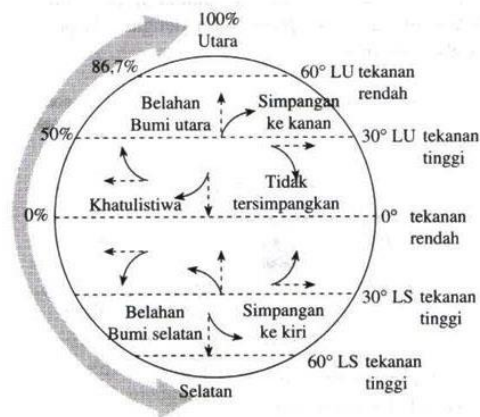 100%
Utara
86,7%
60° LU tekanan
rendah
Belahan
Bumi utara
Simpangan
ke kanan
50%
30° LU tekanan
tinggi
Khatulistiwa
Tidak
tersimpangkan
0%
0° tekanan
rendah
30° LS tekanan
tinggi
Belahan
Bumi selatan
Simpangan
ke kiri
60° LS tekanan
tinggi
Selatan